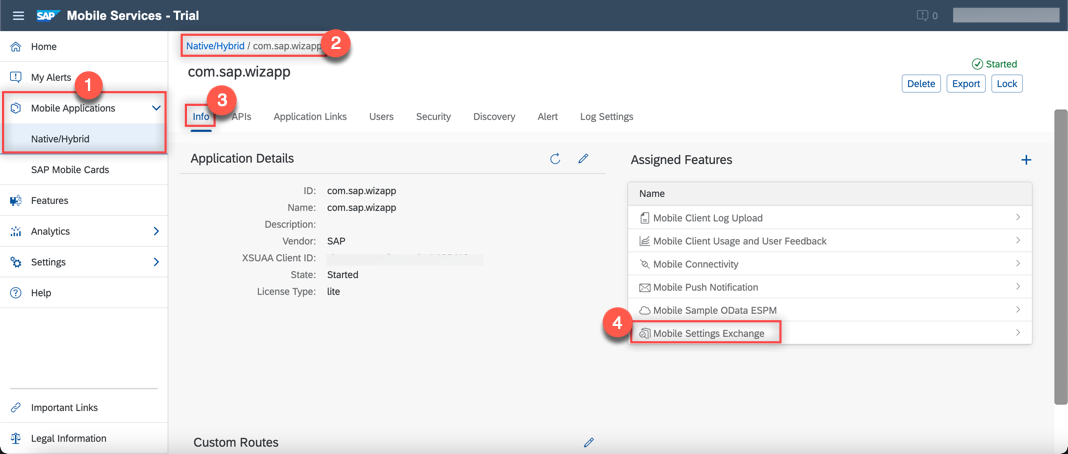 SAP Mobile Services - Trial
0
Home
My Alerts
1
Mobile Applications
Native/Hybrid
SAP Mobile Cards
Features
Analytics
Settings
Help
Important Links
Legal Information
Native/Hybrid / com.sap.wizapp
2
com.sap.wizapp
Started
Delete Export Lock
3
Info APIs Application Links Users Security Discovery Alert Log Settings
Application Details
ID: com.sap.wizapp
Name: com.sap.wizapp
Description:
Vendor: SAP
XSUAA Client ID:
State: Started
License Type: lite
Custom Routes
Assigned Features
Name
Mobile Client Log Upload
Mobile Client Usage and User Feedback
Mobile Connectivity
Mobile Push Notification
Mobile Sample OData ESPM
4
Mobile Settings Exchange